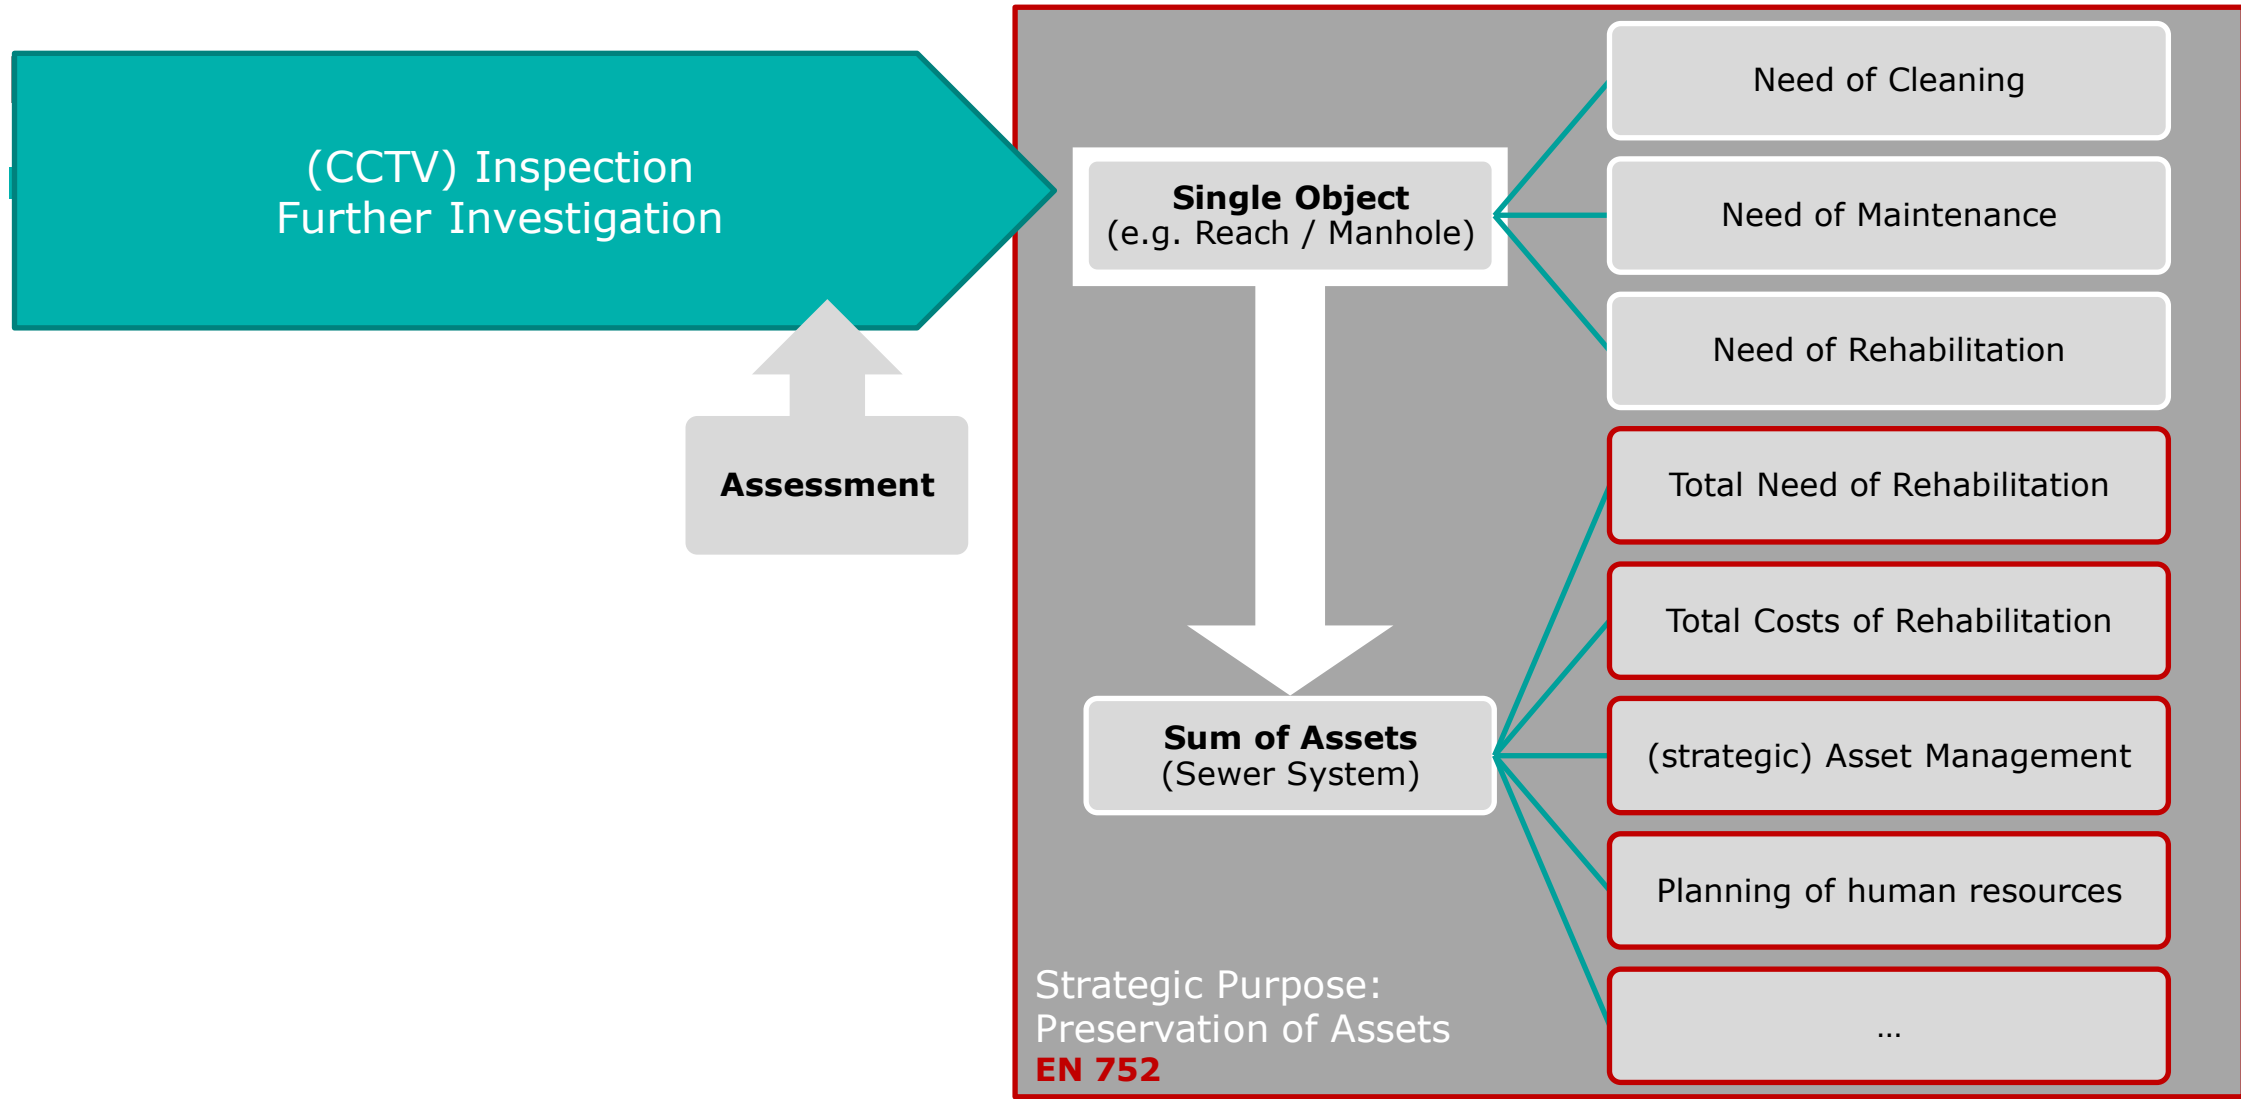 (CCTV) Inspection
Further Investigation
Assessment
Single Object
(e.g. Reach / Manhole)
Need of Cleaning
Need of Maintenance
Need of Rehabilitation
Sum of Assets
(Sewer System)
Total Need of Rehabilitation
Total Costs of Rehabilitation
(strategic) Asset Management
Planning of human resources
...
Strategic Purpose:
Preservation of Assets
EN 752